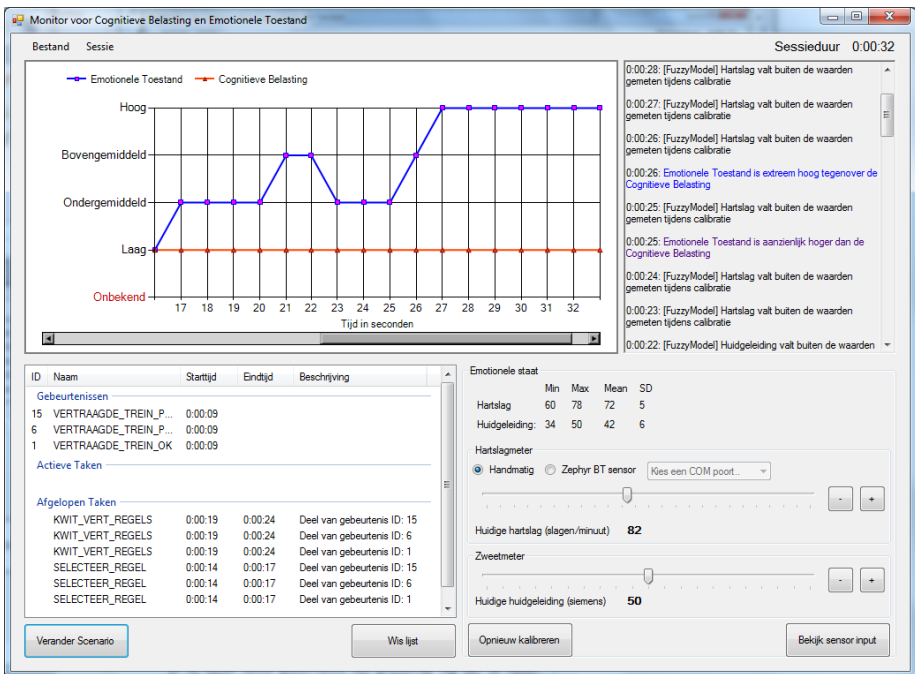 Monitor voor Cognitieve Belasting en Emotionele Toestand
Bestand Sessie
Sessieduur 0:00:32
Emotionele Toestand Cognitieve Belasting
Hoog
Bovengemiddeld
Ondergemiddeld
Laag
Onbekend
17 18 19 20 21 22 23 24 25 26 27 28 29 30 31 32
Tijd in seconden
0:00:28: [FuzzyModel] Hartslag valt buiten de waarden
gemeten tijdens calibratie
0:00:27: [FuzzyModel] Hartslag valt buiten de waarden
gemeten tijdens calibratie
0:00:26: [FuzzyModel] Hartslag valt buiten de waarden
gemeten tijdens calibratie
0:00:26: Emotionele Toestand is extreem hoog tegenover de
Cognitieve Belasting
0:00:25: [FuzzyModel] Hartslag valt buiten de waarden
gemeten tijdens calibratie
0:00:25: Emotionele Toestand is aanzienlijk hoger dan de
Cognitieve Belasting
0:00:24: [FuzzyModel] Hartslag valt buiten de waarden
gemeten tijdens calibratie
0:00:23: [FuzzyModel] Hartslag valt buiten de waarden
gemeten tijdens calibratie
0:00:22: [FuzzyModel] Huidgeleiding valt buiten de waarden
ID Naam Starttijd Eindtijd Beschrijving
Gebeurtenissen
15 VERTRAAGDE_TREIN_P... 0:00:09
6 VERTRAAGDE_TREIN_P... 0:00:09
1 VERTRAAGDE_TREIN_OK 0:00:09
Actieve Taken
Afgelopen Taken
KWIT_VERT_REGELS 0:00:19 0:00:24 Deel van gebeurtenis ID: 15
KWIT_VERT_REGELS 0:00:19 0:00:24 Deel van gebeurtenis ID: 6
KWIT_VERT_REGELS 0:00:19 0:00:24 Deel van gebeurtenis ID: 1
SELECTEER_REGEL 0:00:14 0:00:17 Deel van gebeurtenis ID: 15
SELECTEER_REGEL 0:00:14 0:00:17 Deel van gebeurtenis ID: 6
SELECTEER_REGEL 0:00:14 0:00:17 Deel van gebeurtenis ID: 1
Verander Scenario
Wis lijst
Emotionele staat
Min Max Mean SD
Hartslag 60 78 72 5
Huidgeleiding: 34 50 42 6
Hartslagmeter
Handmatig Zephyr BT sensor Kies een COM poort..
- +
Huidige hartslag (slagen/minuut) 82
Zweetmeter
- +
Huidige huidgeleiding (siemens) 50
Opnieuw kalibreren
Bekijk sensor input